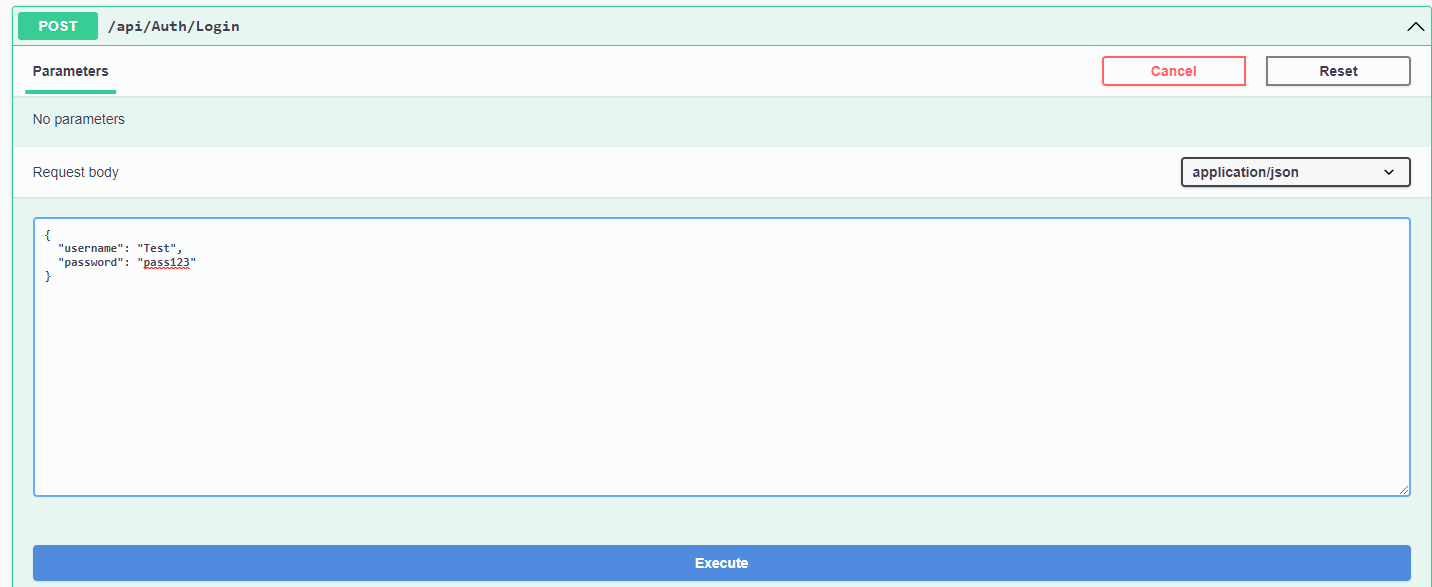 POST /api/Auth/Login
Parameters Cancel Reset
No parameters
Request body application/json
{
  "username": "Test",
  "password": "pass123"
}
Execute